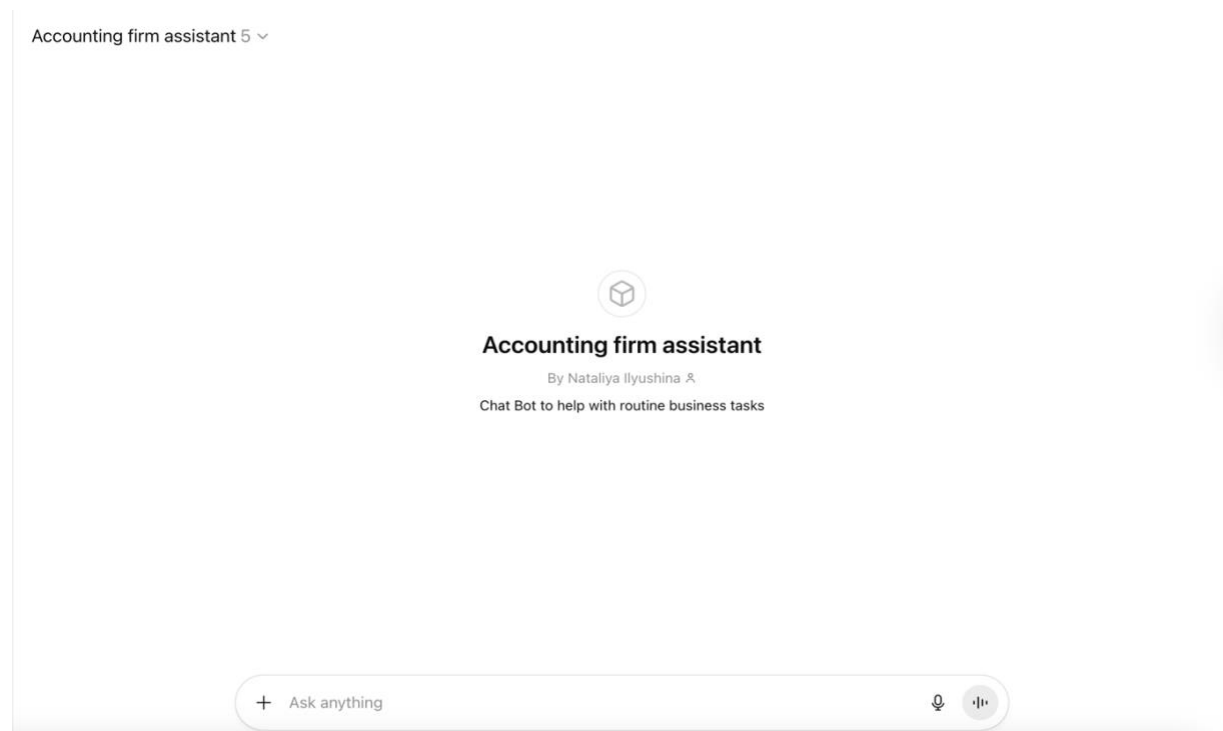 Accounting firm assistant 5
Accounting firm assistant
By Nataliya Ilyushina
Chat Bot to help with routine business tasks
Ask anything